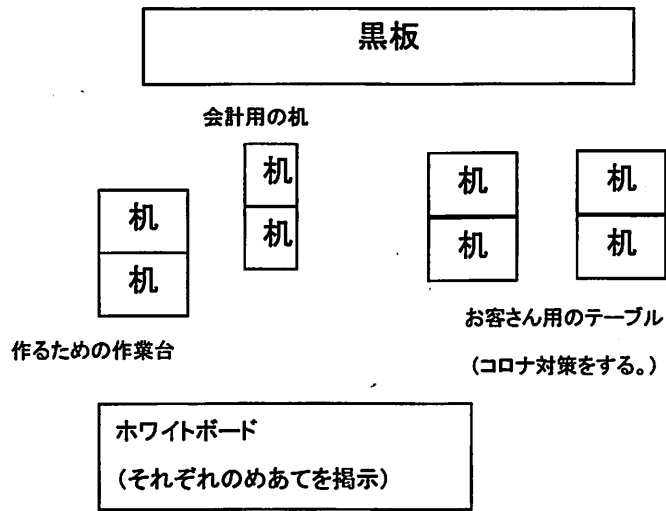 黒板
会計用の机
机
机
机
机
机
机
机
机
お客さん用のテーブル
(コロナ対策をする。)
作るための作業台
ホワイトボード
(それぞれのめあてを掲示)